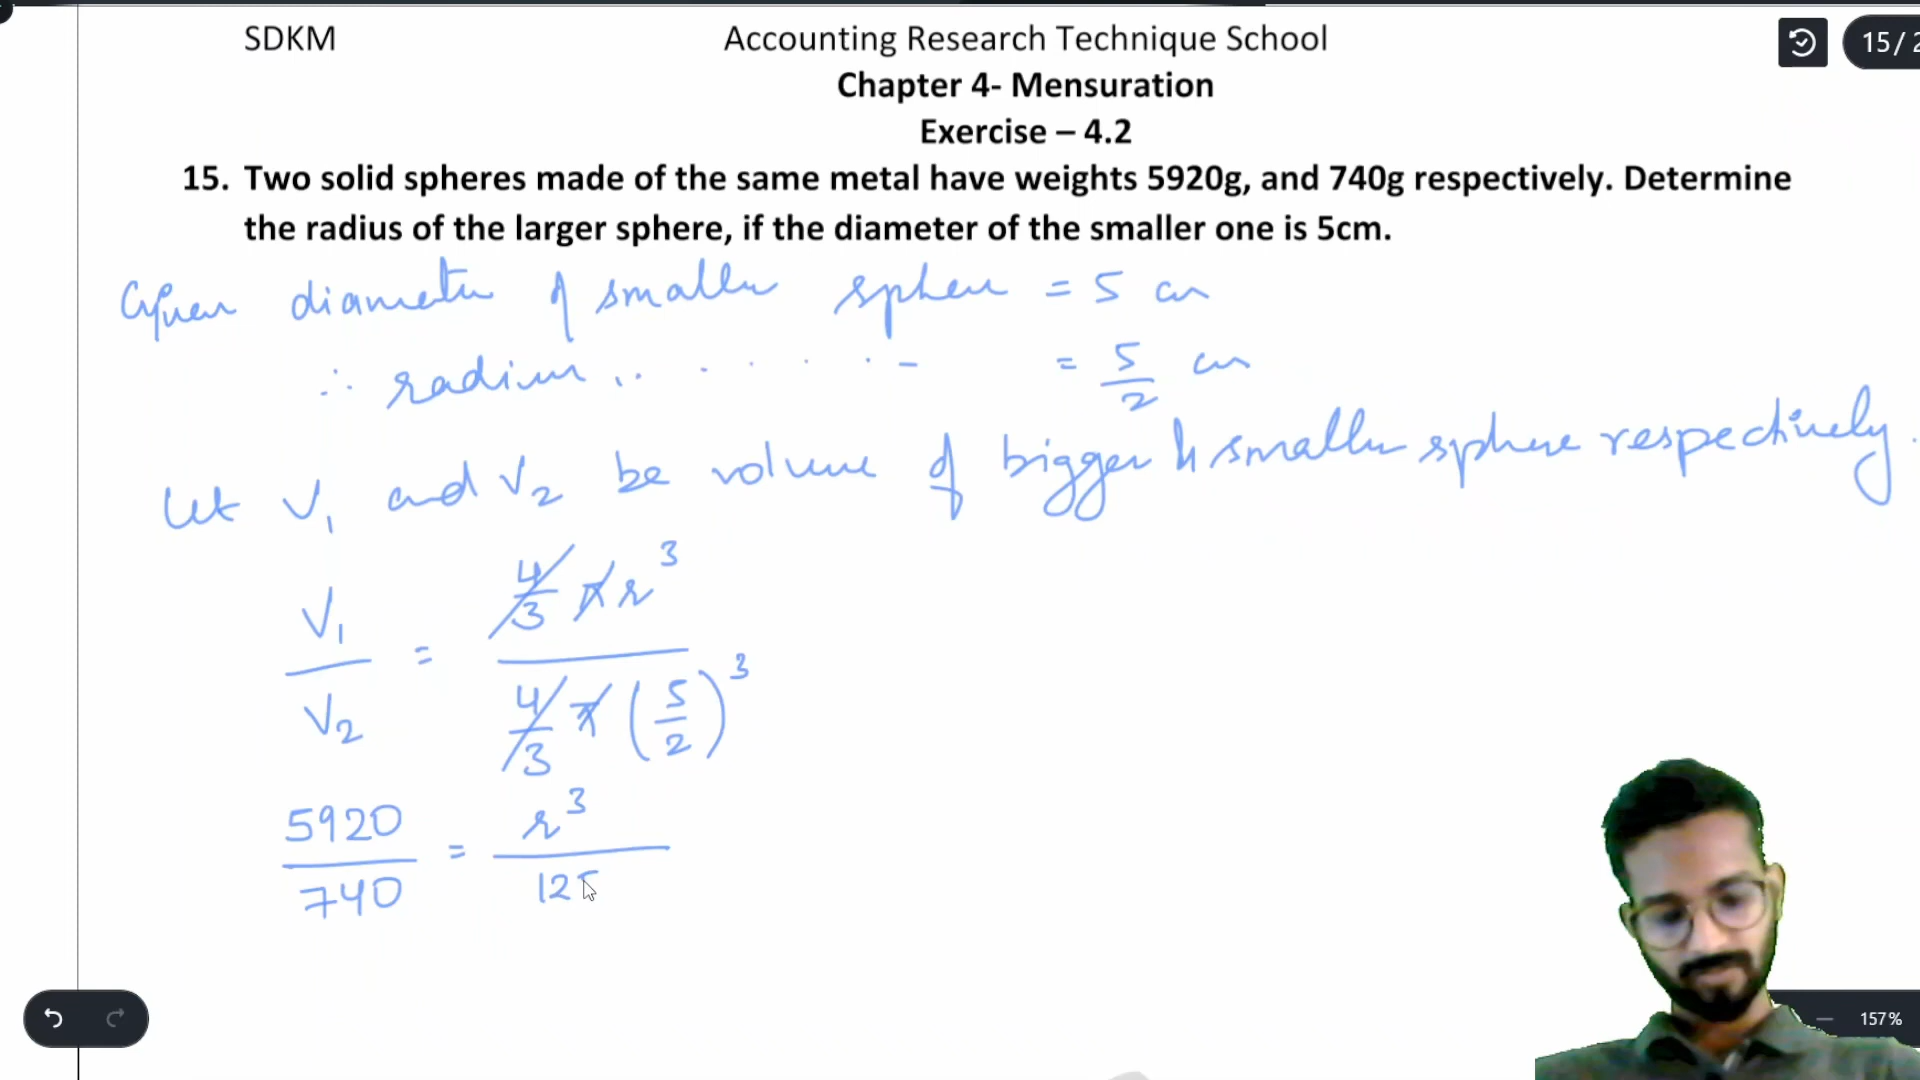 SDKM
Accounting Research Technique School
15/2
Chapter 4- Mensuration
Exercise – 4.2
15. Two solid spheres made of the same metal have weights 5920g, and 740g respectively. Determine
the radius of the larger sphere, if the diameter of the smaller one is 5cm.
Given diameter of smaller sphere = 5 cm
∴ radius .. . . . . - = 5/2 cm
Let V₁ and V₂ be volume of bigger & smaller sphere respectively.
V₁/V₂ = 4/3 π r³ / 4/3 π (5/2)³
5920/740 = r³/125
157%